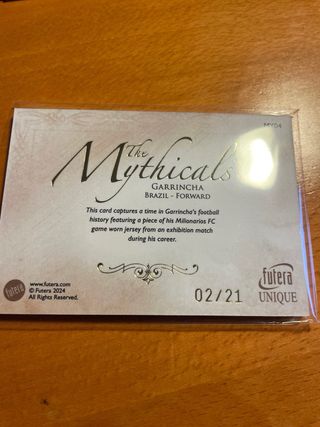 MY04
The
Mythicals
GARRINCHA
BRAZIL - FORWARD
This card captures a time in Garrincha's football
history featuring a piece of his Milionarios FC
game worn jersey from an exhibition match
during his career.
futera
www.futera.com
© Futera 2024
All Rights Reserved.
02/21
futera
UNIQUE